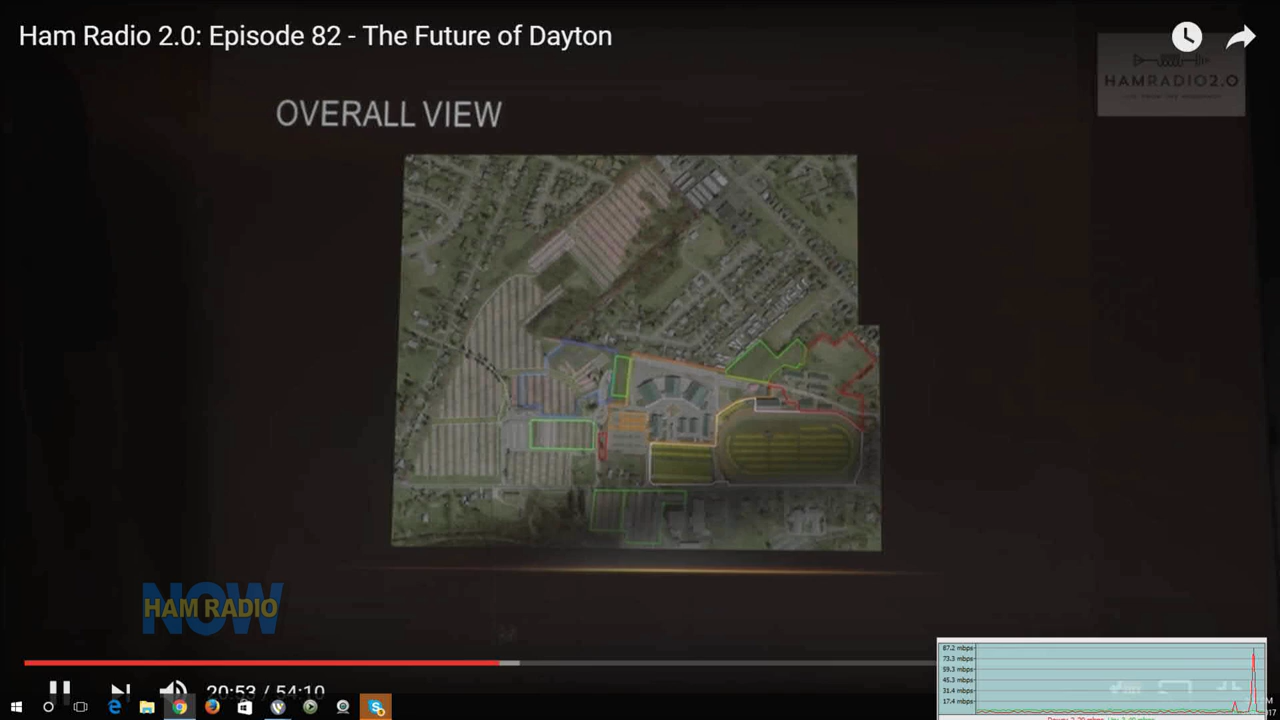 Ham Radio 2.0: Episode 82 - The Future of Dayton
HAMRADIO2.0
OVERALL VIEW
NOW
HAM RADIO
20:53 / 54:10
87.2 mbps
73.3 mbps
59.3 mbps
45.3 mbps
31.4 mbps
17.4 mbps